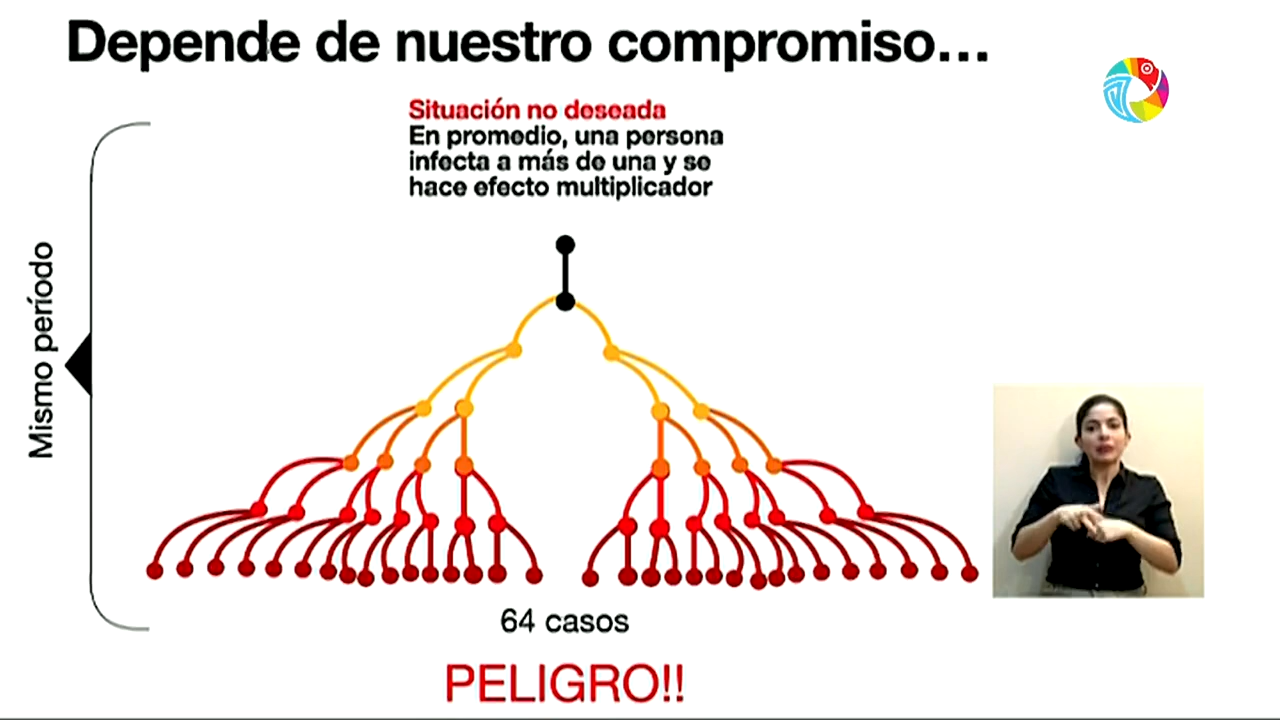 Depende de nuestro compromiso...
Situación no deseada
En promedio, una persona
infecta a más de una y se
hace efecto multiplicador
Mismo período
64 casos
PELIGRO!!